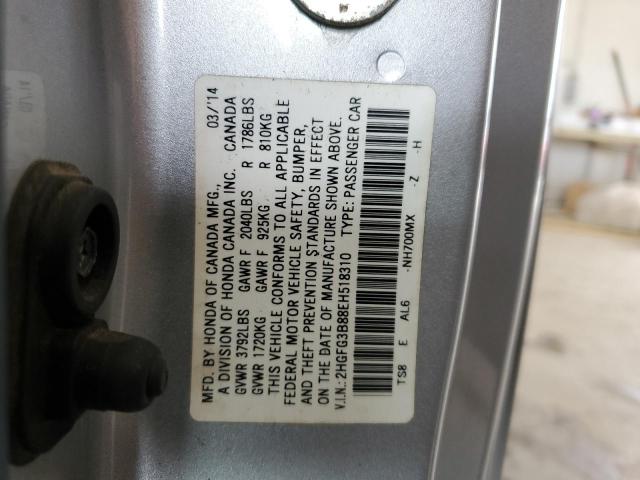 MFD. BY HONDA OF CANADA MFG., 03/'14
A DIVISION OF HONDA CANADA INC. CANADA
GVWR 3792LBS GAWR F 2040LBS R 1786LBS
GVWR 1720KG GAWR F 925KG R 810KG
THIS VEHICLE CONFORMS TO ALL APPLICABLE
FEDERAL MOTOR VEHICLE SAFETY, BUMPER,
AND THEFT PREVENTION STANDARDS IN EFFECT
ON THE DATE OF MANUFACTURE SHOWN ABOVE.
V.I.N.: 2HGFG3B88EH518310 TYPE: PASSENGER CAR
TS8 E AL6 -NH700MX -Z -H